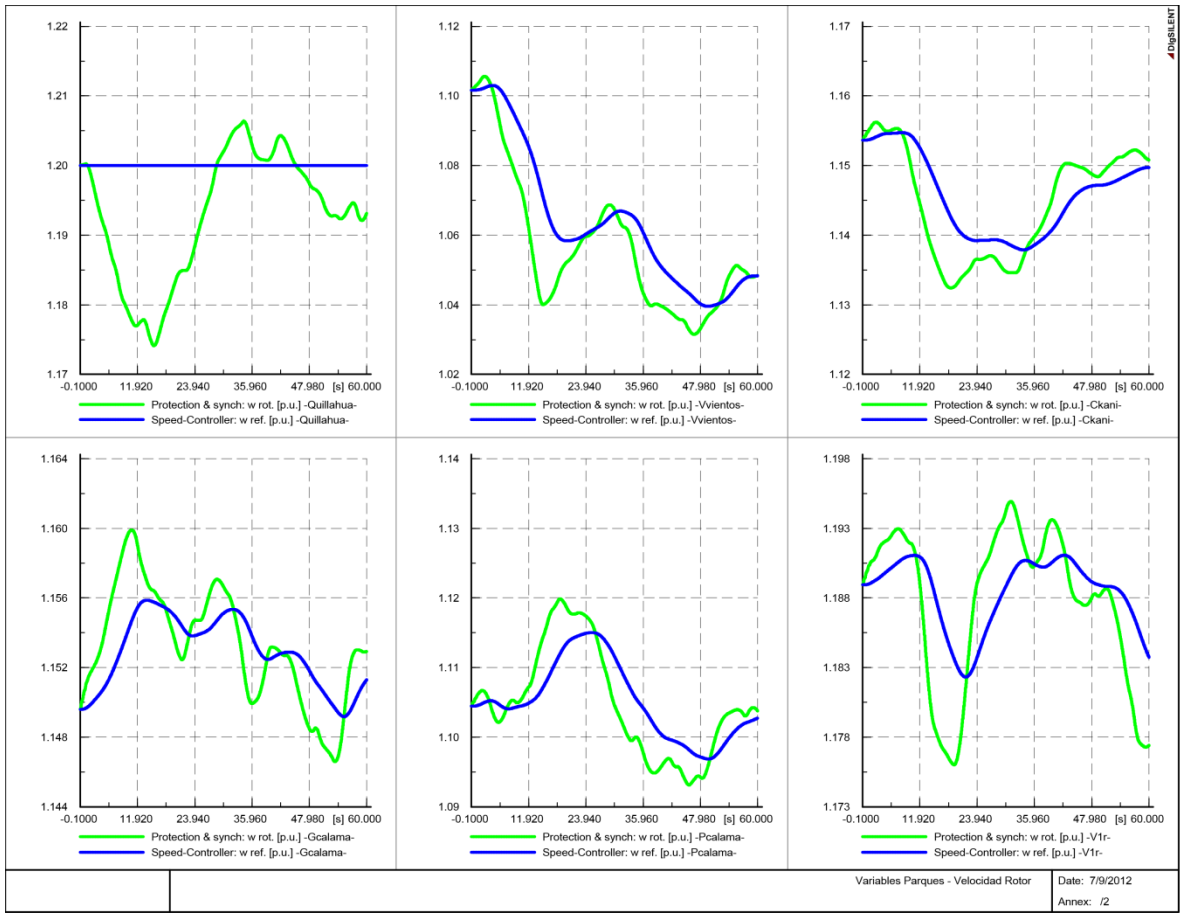 1.22
1.21
1.20
1.19
1.18
1.17
-0.1000 11.920 23.940 35.960 47.980 [s] 60.000
Protection & synch: w rot. [p.u.] -Quillahua-
Speed-Controller: w ref. [p.u.] -Quillahua-
1.12
1.10
1.08
1.06
1.04
1.02
-0.1000 11.920 23.940 35.960 47.980 [s] 60.000
Protection & synch: w rot. [p.u.] -Vvientos-
Speed-Controller: w ref. [p.u.] -Vvientos-
1.17
1.16
1.15
1.14
1.13
1.12
-0.1000 11.920 23.940 35.960 47.980 [s] 60.000
Protection & synch: w rot. [p.u.] -Ckani-
Speed-Controller: w ref. [p.u.] -Ckani-
DIgSILENT
1.164
1.160
1.156
1.152
1.148
1.144
-0.1000 11.920 23.940 35.960 47.980 [s] 60.000
Protection & synch: w rot. [p.u.] -Gcalama-
Speed-Controller: w ref. [p.u.] -Gcalama-
1.14
1.13
1.12
1.11
1.10
1.09
-0.1000 11.920 23.940 35.960 47.980 [s] 60.000
Protection & synch: w rot. [p.u.] -Pcalama-
Speed-Controller: w ref. [p.u.] -Pcalama-
1.198
1.193
1.188
1.183
1.178
1.173
-0.1000 11.920 23.940 35.960 47.980 [s] 60.000
Protection & synch: w rot. [p.u.] -V1r-
Speed-Controller: w ref. [p.u.] -V1r-
Variables Parques - Velocidad Rotor
Date: 7/9/2012
Annex: /2